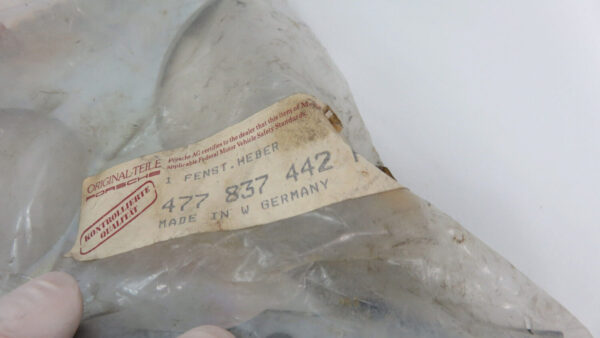 ORIGINAL-TEILE
PORSCHE
Porsche AG certifies to the dealer that this item of
applicable Federal Motor Vehicle Safety Standards.
1 FENST.HEBER
477 837 442
MADE IN W GERMANY
KONTROLLIERTE
QUALITÄT